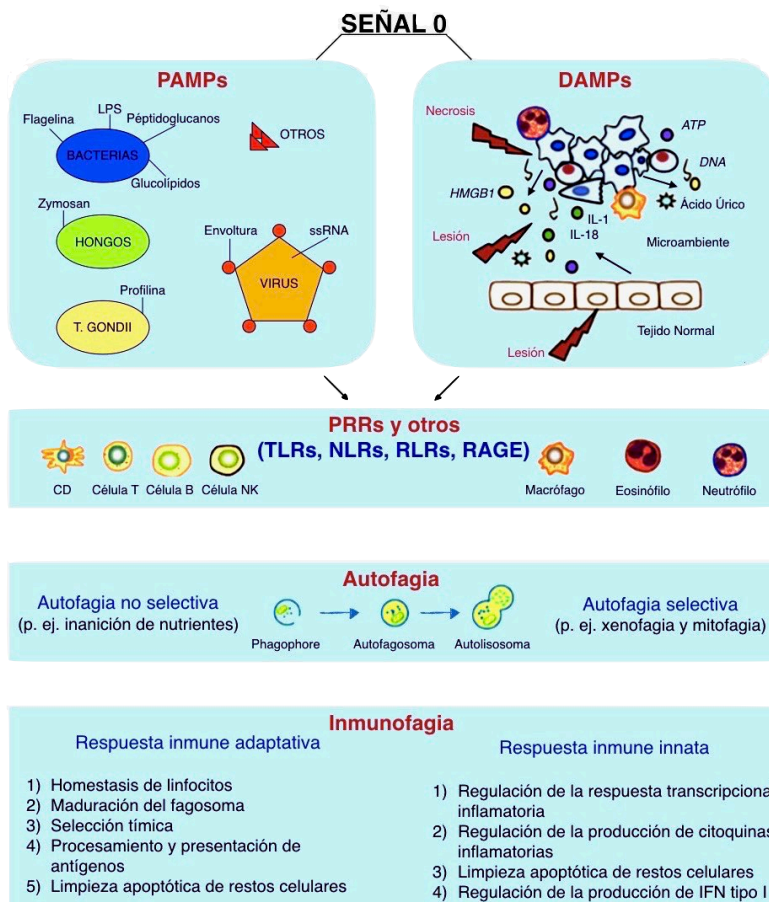 SEÑAL 0
PAMPs
LPS
Flagelina
Péptidoglucanos
BACTERIAS
Glucolípidos
OTROS
Zymosan
HONGOS
Envoltura
ssRNA
VIRUS
Profilina
T. GONDII
DAMPs
Necrosis
ATP
DNA
HMGB1
Ácido Úrico
IL-1
IL-18
Lesión
Microambiente
Tejido Normal
Lesión
PRRs y otros
(TLRs, NLRs, RLRs, RAGE)
CD
Célula T
Célula B
Célula NK
Macrófago
Eosinófilo
Neutrófilo
Autofagia
Autofagia no selectiva
(p. ej. inanición de nutrientes)
Phagophore
Autofagosoma
Autolisosoma
Autofagia selectiva
(p. ej. xenofagia y mitofagia)
Inmunofagia
Respuesta inmune adaptativa
1) Homestasis de linfocitos
2) Maduración del fagosoma
3) Selección tímica
4) Procesamiento y presentación de
antígenos
5) Limpieza apoptótica de restos celulares
Respuesta inmune innata
1) Regulación de la respuesta transcripciona
inflamatoria
2) Regulación de la producción de citoquinas
inflamatorias
3) Limpieza apoptótica de restos celulares
4) Regulación de la producción de IFN tipo I